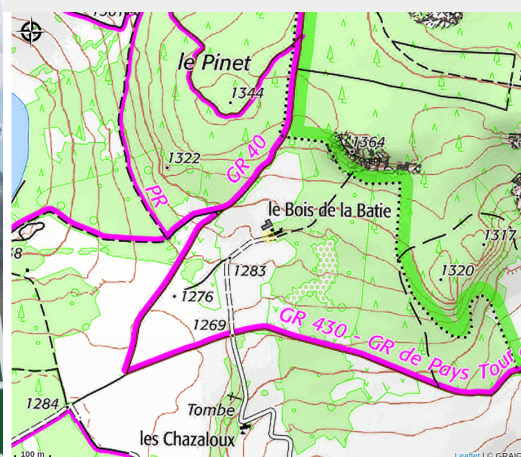 le Pinet
1344
1364
GR 40
1322
PR
le Bois de la Batie
1317
1283
1320
1276
1269
GR 430 - GR de Pays Tour
1284
Tombe
les Chazaloux
100 m
Leaflet | © GRAIG